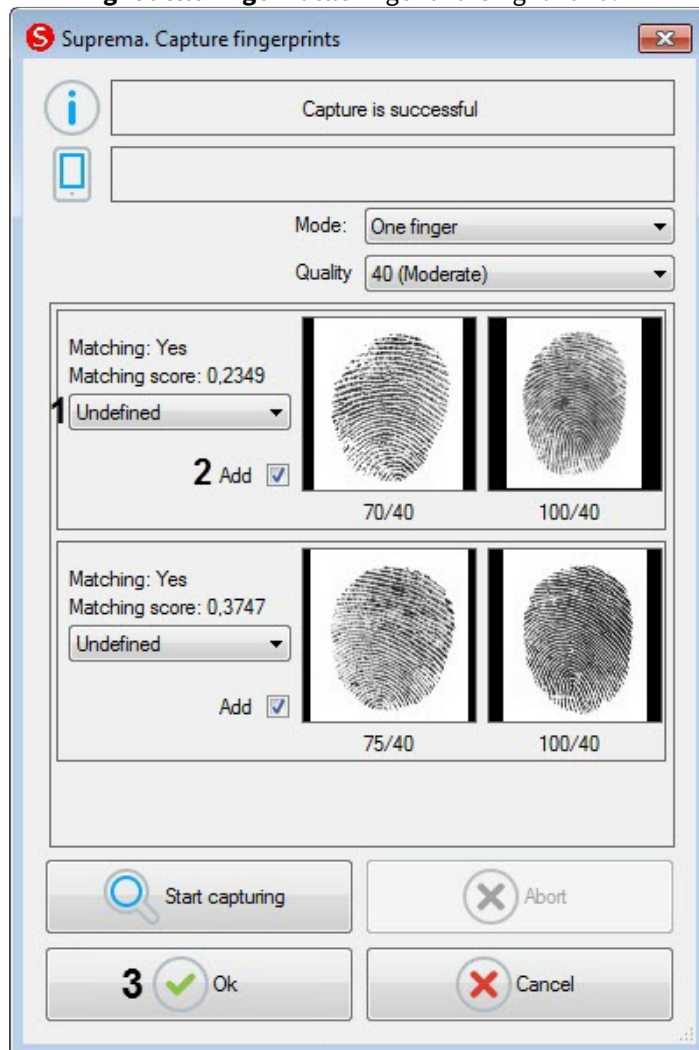 Suprema. Capture fingerprints
Capture is successful
Mode: One finger
Quality 40 (Moderate)
Matching: Yes
Matching score: 0,2349
1 Undefined
2 Add
70/40 100/40
Matching: Yes
Matching score: 0,3747
Undefined
Add
75/40 100/40
Start capturing Abort
3 Ok Cancel